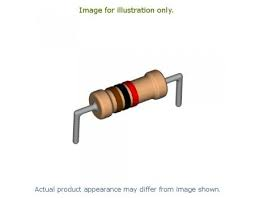 Image for illustration only.
Actual product appearance may differ from image shown.